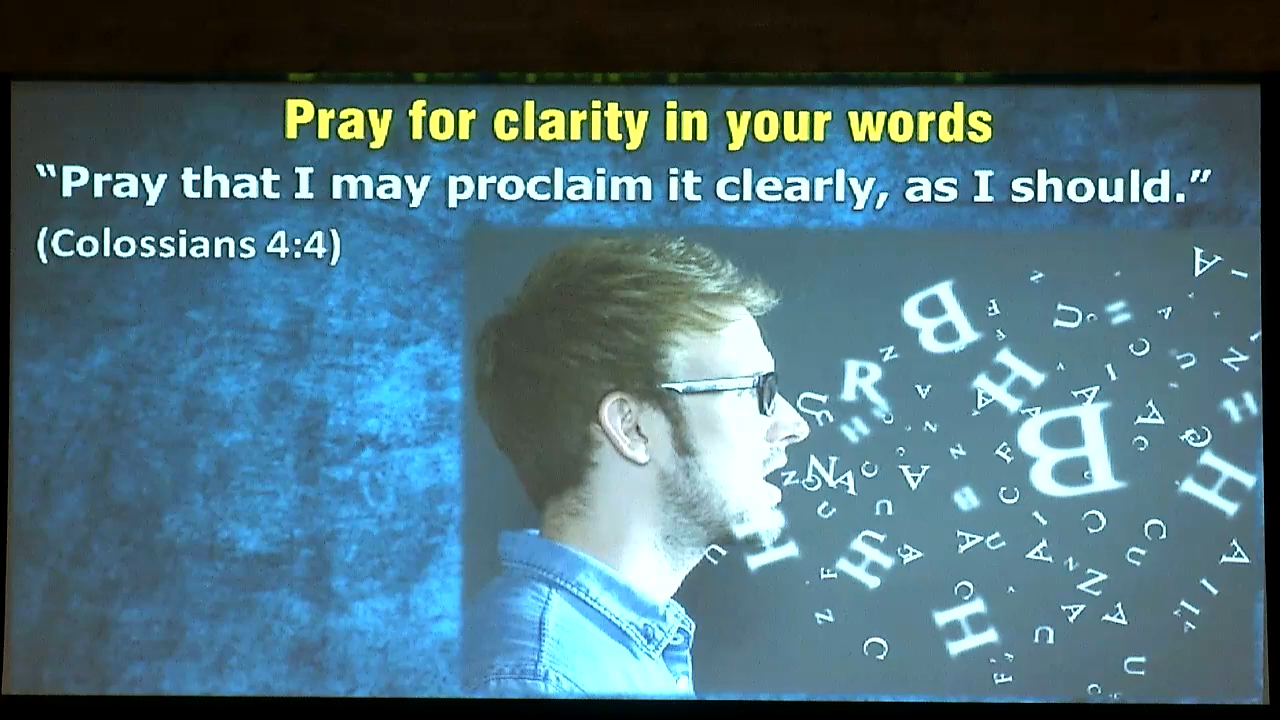 Pray for clarity in your words
“Pray that I may proclaim it clearly, as I should.”
(Colossians 4:4)